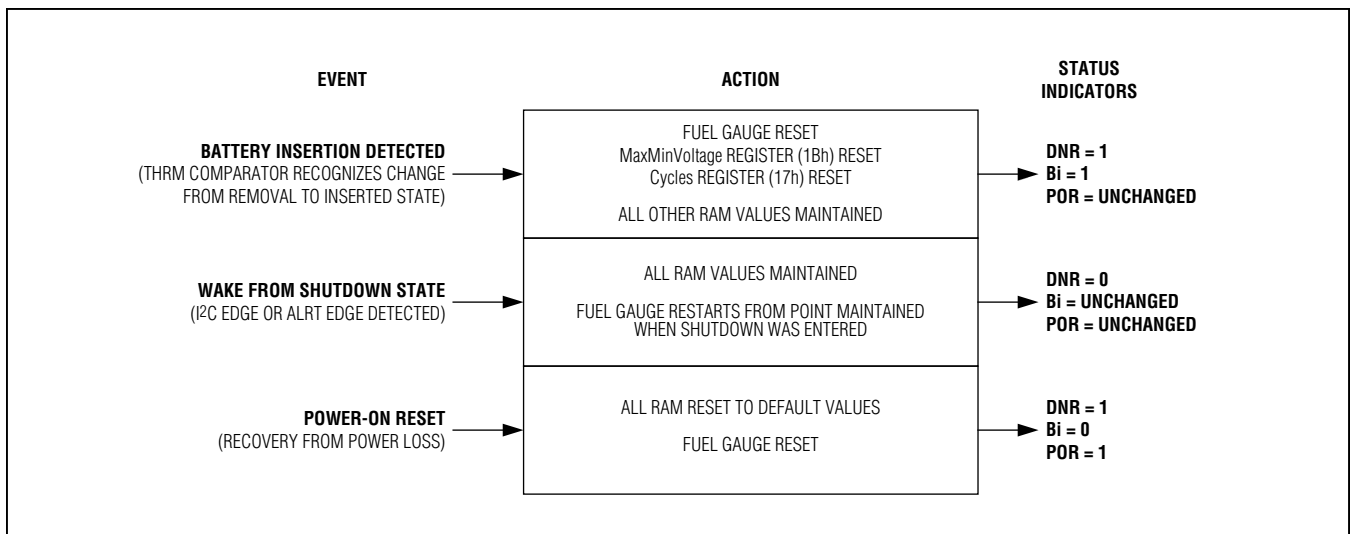 EVENT
ACTION
STATUS
INDICATORS
BATTERY INSERTION DETECTED
(THRM COMPARATOR RECOGNIZES CHANGE
FROM REMOVAL TO INSERTED STATE)
FUEL GAUGE RESET
MaxMinVoltage REGISTER (1Bh) RESET
Cycles REGISTER (17h) RESET
ALL OTHER RAM VALUES MAINTAINED
DNR = 1
Bi = 1
POR = UNCHANGED
WAKE FROM SHUTDOWN STATE
(I2C EDGE OR ALRT EDGE DETECTED)
ALL RAM VALUES MAINTAINED
FUEL GAUGE RESTARTS FROM POINT MAINTAINED
WHEN SHUTDOWN WAS ENTERED
DNR = 0
Bi = UNCHANGED
POR = UNCHANGED
POWER-ON RESET
(RECOVERY FROM POWER LOSS)
ALL RAM RESET TO DEFAULT VALUES
FUEL GAUGE RESET
DNR = 1
Bi = 0
POR = 1